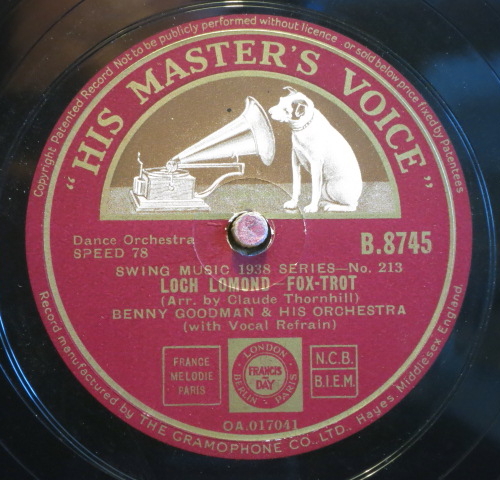 Copyright Patented Record Not to be publicly performed without licence. or sold below price fixed by Patentees
"HIS MASTER'S VOICE"
Dance Orchestra
SPEED 78
B.8745
SWING MUSIC 1938 SERIES—No. 213
LOCH LOMOND—FOX-TROT
(Arr. by Claude Thornhill)
BENNY GOODMAN & HIS ORCHESTRA
(with Vocal Refrain)
FRANCE
MELODIE
PARIS
LONDON
FRANCIS
DAY
BERLIN PARIS
N.C.B.
B.I.E.M.
OA.017041
Record manufactured by THE GRAMOPHONE CO., LTD., Hayes, Middlesex England.